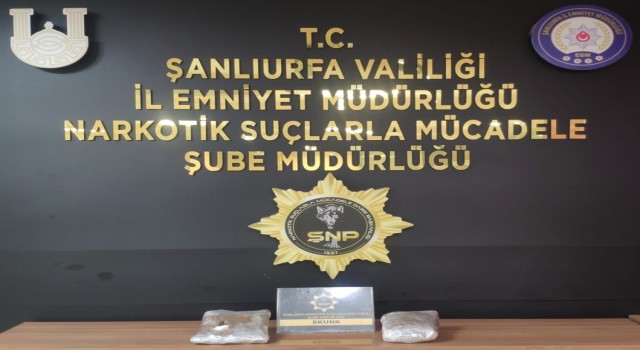 T.C.
ŞANLIURFA VALİLİĞİ
İL EMNİYET MÜDÜRLÜĞÜ
NARKOTİK SUÇLARLA MÜCADELE
ŞUBE MÜDÜRLÜĞÜ
ŞNP
SKUNK